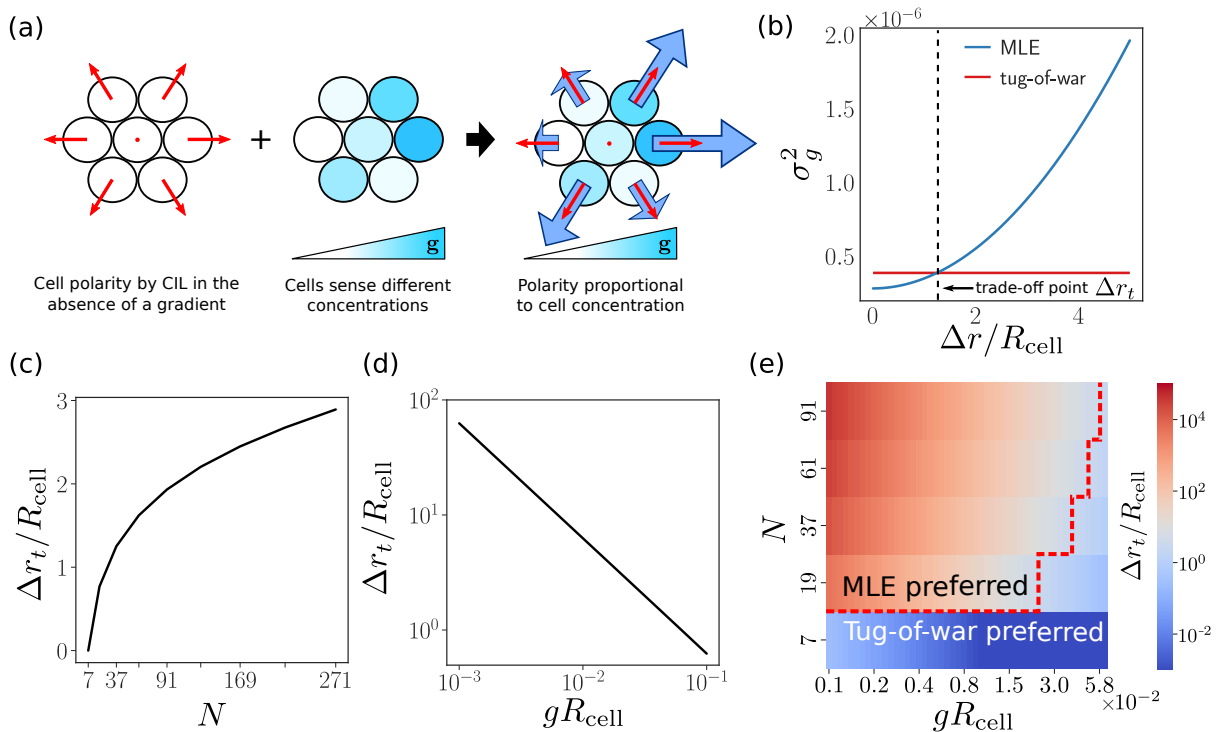 (a)
+
g
g
Cell polarity by CIL in the
absence of a gradient
Cells sense different
concentrations
Polarity proportional
to cell concentration
(b)
×10⁻⁶
2.0
1.5
1.0
0.5
σ_g^2
MLE
tug-of-war
trade-off point Δr_t
0 2 4
Δr/R_cell
(c)
3
2
1
0
Δr_t/R_cell
7 37 91 169 271
N
(d)
10²
10¹
10⁰
Δr_t/R_cell
10⁻³ 10⁻² 10⁻¹
gR_cell
(e)
91
61
37
19
7
N
MLE preferred
Tug-of-war preferred
0.1 0.2 0.4 0.8 1.5 3.0 5.8
×10⁻²
gR_cell
10⁴
10²
10⁰
10⁻²
Δr_t/R_cell